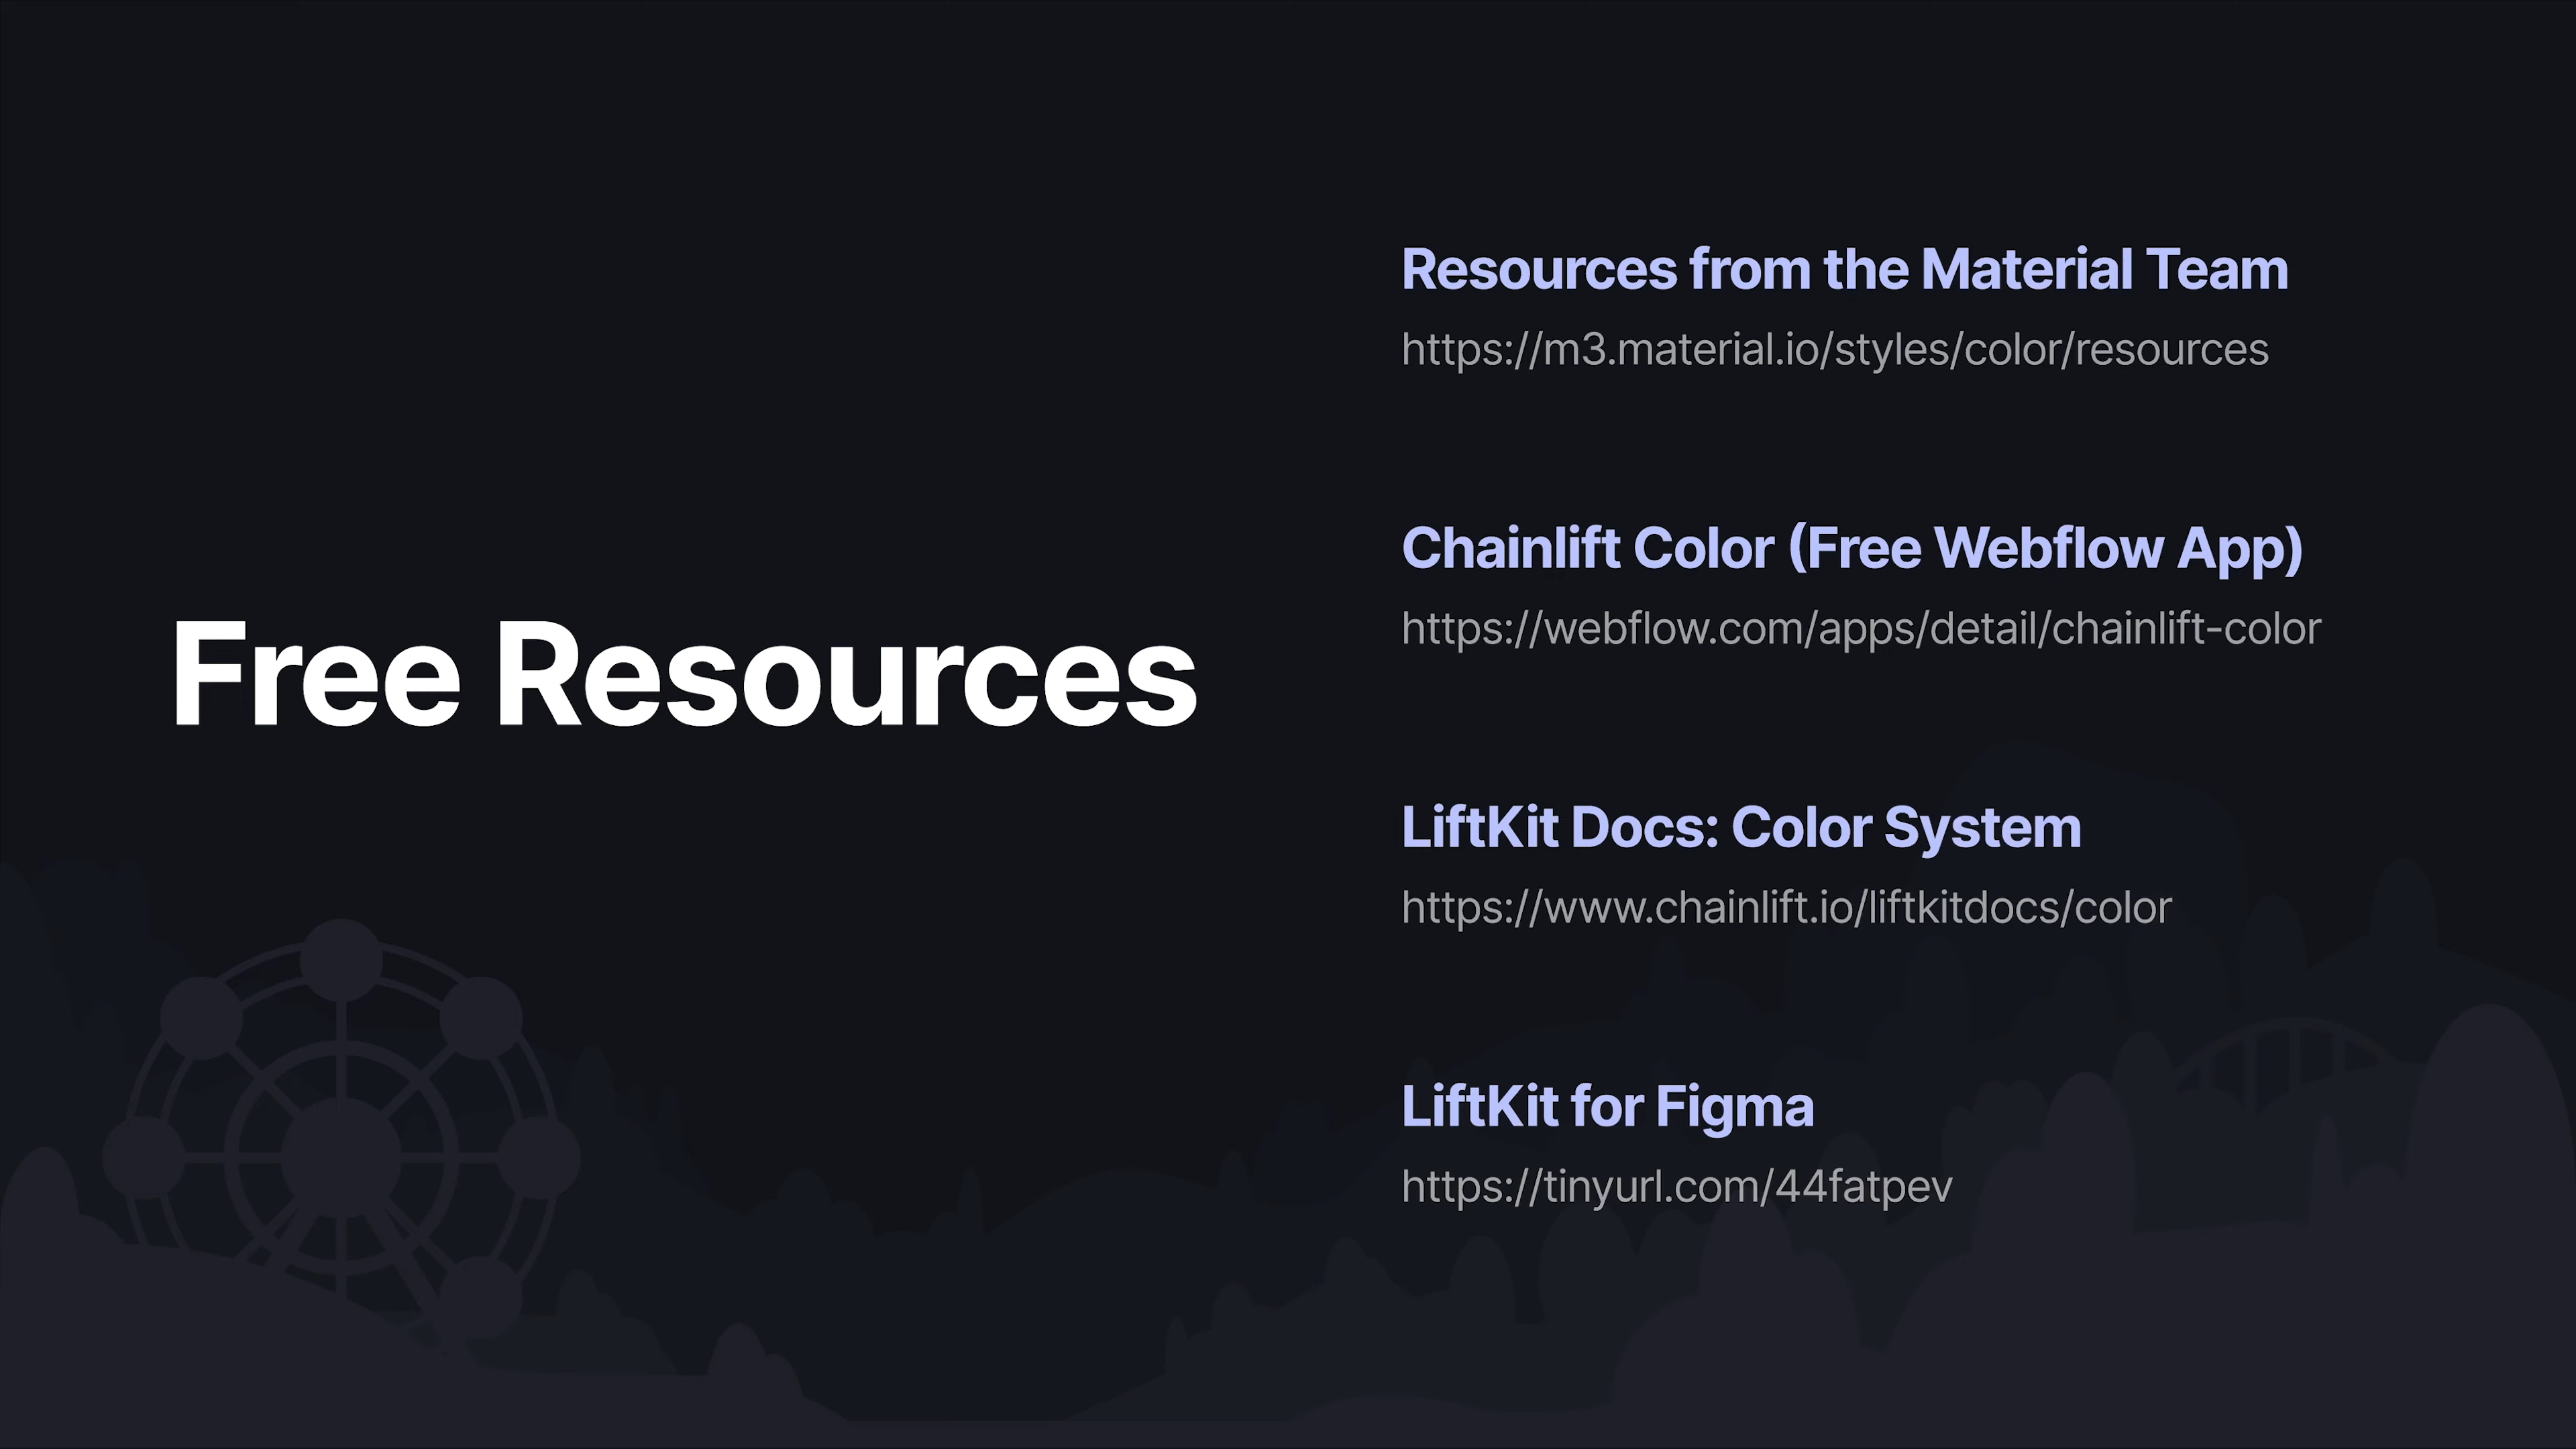 Free Resources
Resources from the Material Team
https://m3.material.io/styles/color/resources
Chainlift Color (Free Webflow App)
https://webflow.com/apps/detail/chainlift-color
LiftKit Docs: Color System
https://www.chainlift.io/liftkitdocs/color
LiftKit for Figma
https://tinyurl.com/44fatpev